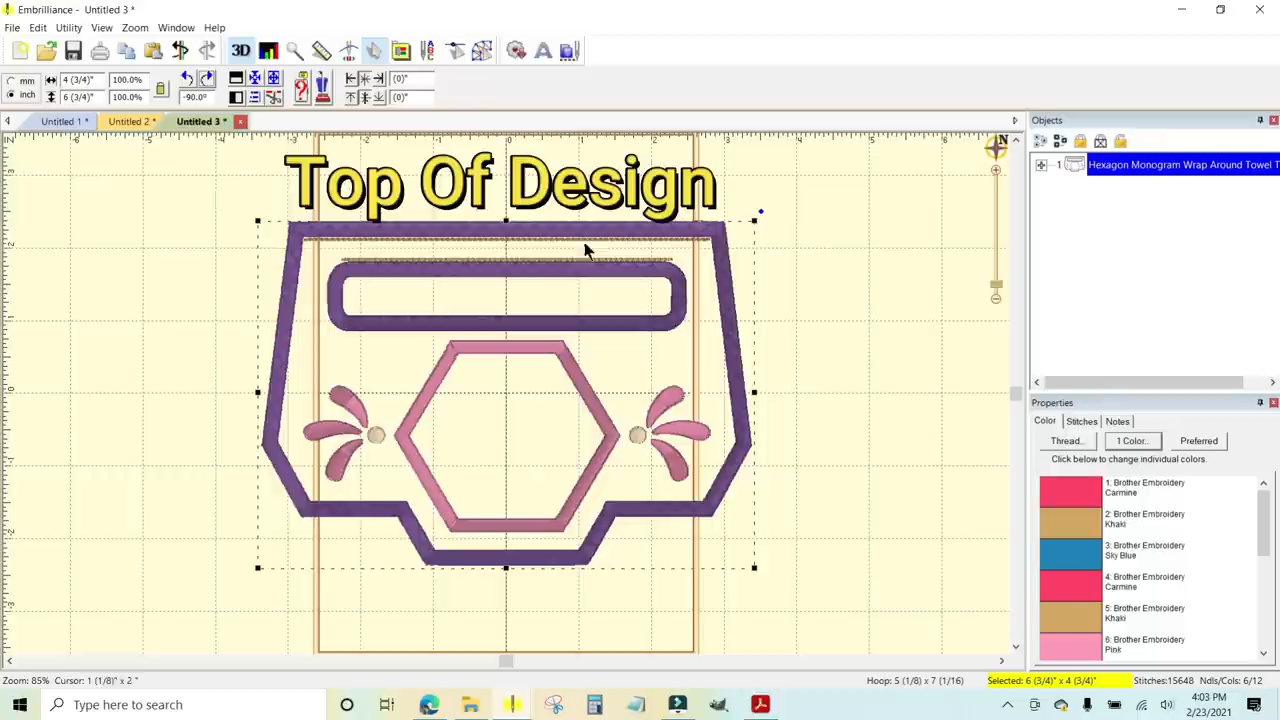 Embrilliance - Untitled 3 *
File Edit Utility View Zoom Window Help
3D
mm 4 (3/4)" 100.0% (0)"
inch 6 (3/4)" 100.0% -90.0° (0)"
Untitled 1 * Untitled 2 * Untitled 3 *
Objects
Top Of Design
N
1 Hexagon Monogram Wrap Around Towel T
Properties
Color Stitches Notes
Thread... 1 Color... Preferred
Click below to change individual colors.
1: Brother Embroidery
Carmine
2: Brother Embroidery
Khaki
3: Brother Embroidery
Sky Blue
4: Brother Embroidery
Carmine
5: Brother Embroidery
Khaki
6: Brother Embroidery
Pink
Zoom: 85% Cursor: 1 (1/8)" x 2 " Hoop: 5 (1/8) x 7 (1/16) Selected: 6 (3/4)" x 4 (3/4)" Stitches:15648 Ndls/Cols: 6/12
Type here to search
4:03 PM
2/23/2021